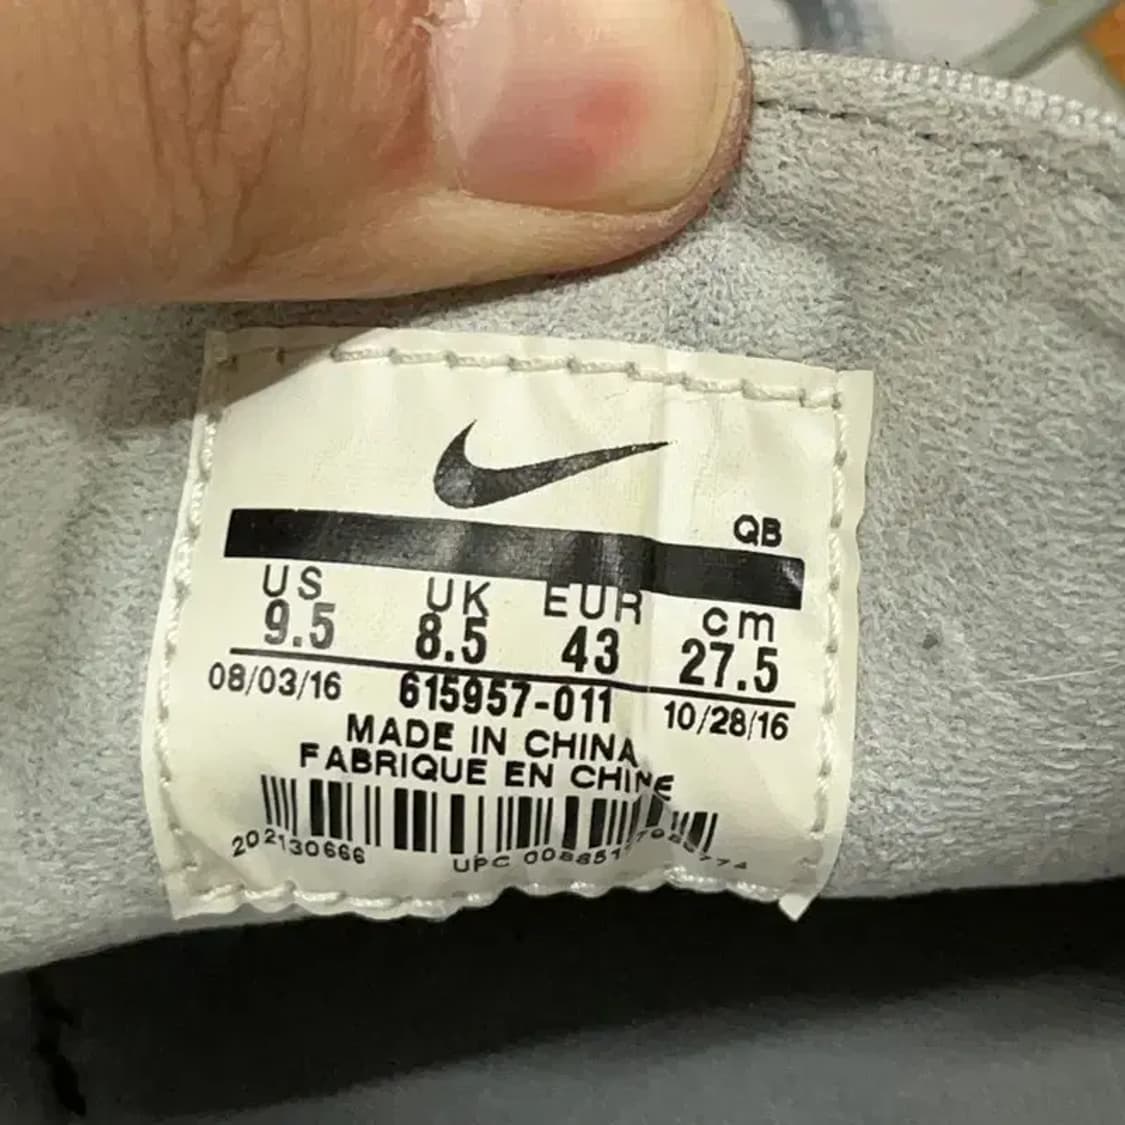 QB
US UK EUR cm
9.5 8.5 43 27.5
08/03/16 615957-011 10/28/16
MADE IN CHINA
FABRIQUE EN CHINE
202130666 UPC